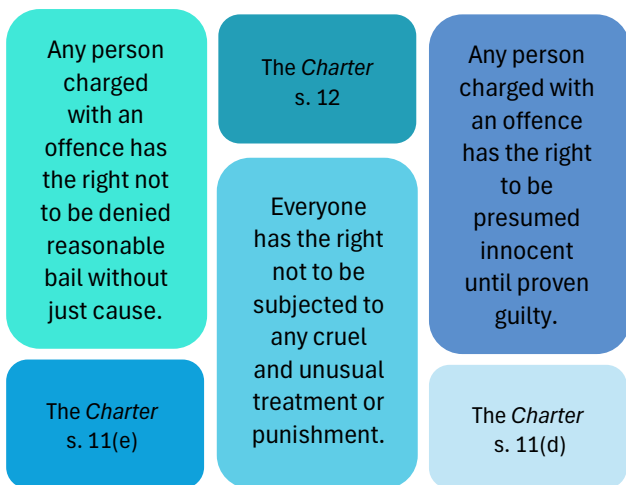 Any person
charged
with an
offence has
the right not
to be denied
reasonable
bail without
just cause.
The Charter
s. 11(e)
The Charter
s. 12
Everyone
has the right
not to be
subjected to
any cruel
and unusual
treatment or
punishment.
Any person
charged with
an offence
has the right
to be
presumed
innocent
until proven
guilty.
The Charter
s. 11(d)